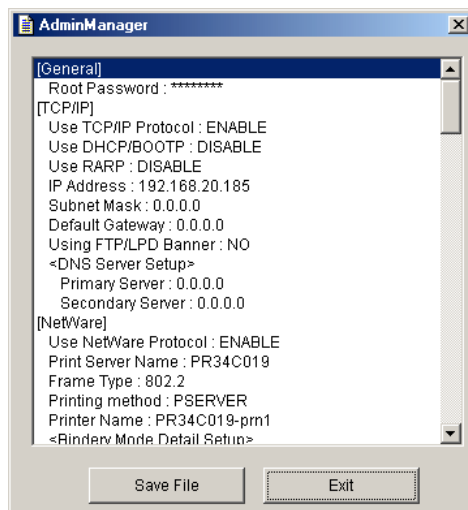 AdminManager
[General]
Root Password : ********
[TCP/IP]
Use TCP/IP Protocol : ENABLE
Use DHCP/BOOTP : DISABLE
Use RARP : DISABLE
IP Address : 192.168.20.185
Subnet Mask : 0.0.0.0
Default Gateway : 0.0.0.0
Using FTP/LPD Banner : NO
<DNS Server Setup>
Primary Server : 0.0.0.0
Secondary Server : 0.0.0.0
[NetWare]
Use NetWare Protocol : ENABLE
Print Server Name : PR34C019
Frame Type : 802.2
Printing method : PSERVER
Printer Name : PR34C019-prn1
<Bindery Mode Detail Setup>
Save File
Exit